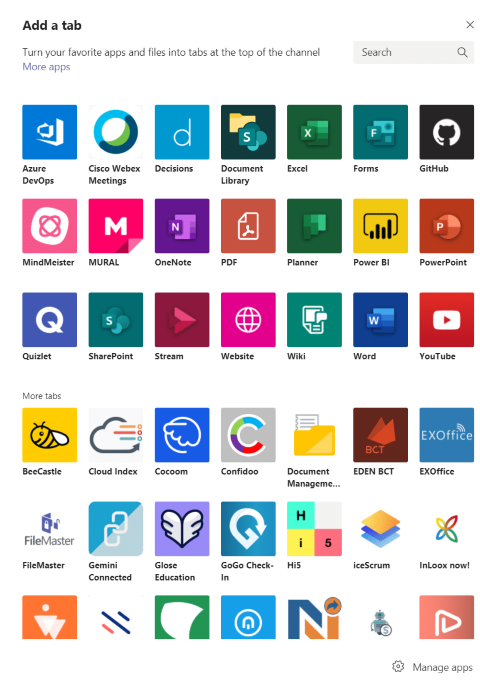 Add a tab
Turn your favorite apps and files into tabs at the top of the channel
Search
More apps
X
F
S
d
Azure DevOps
Cisco Webex Meetings
Decisions
Document Library
Excel
Forms
GitHub
M
N
P
MindMeister
MURAL
OneNote
PDF
Planner
Power BI
PowerPoint
Q
S
W
Quizlet
SharePoint
Stream
Website
Wiki
Word
YouTube
More tabs
C
BCT
EXOffice
BeeCastle
Cloud Index
Cocoom
Confidoo
Document Manageme...
EDEN BCT
EXOffice
FileMaster
H
i 5
FileMaster
Gemini Connected
Glose Education
GoGo Check-In
Hi5
iceScrum
InLoox now!
N
Manage apps